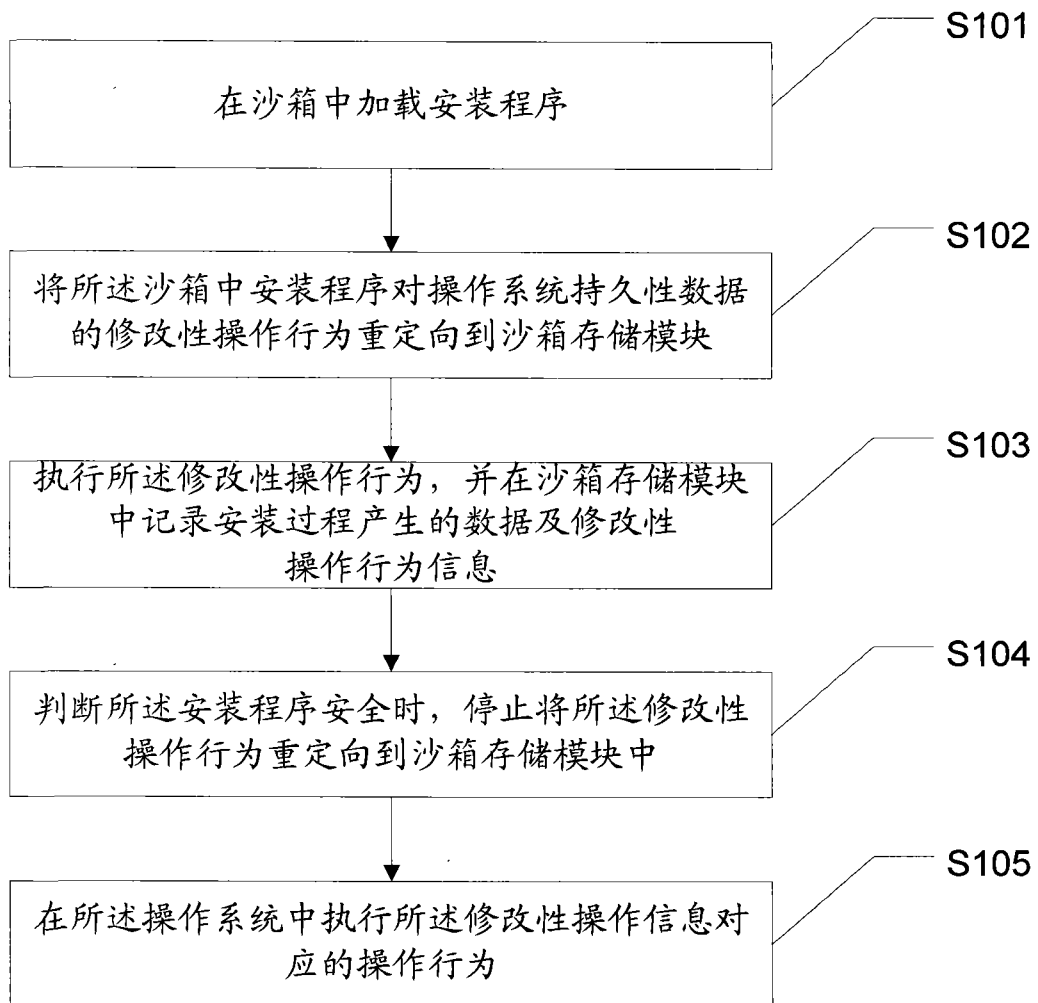 S101
在沙箱中加载安装程序
S102
将所述沙箱中安装程序对操作系统持久性数据
的修改性操作行为重定向到沙箱存储模块
S103
执行所述修改性操作行为，并在沙箱存储模块
中记录安装过程产生的数据及修改性
操作行为信息
S104
判断所述安装程序安全时，停止将所述修改性
操作行为重定向到沙箱存储模块中
S105
在所述操作系统中执行所述修改性操作信息对
应的操作行为